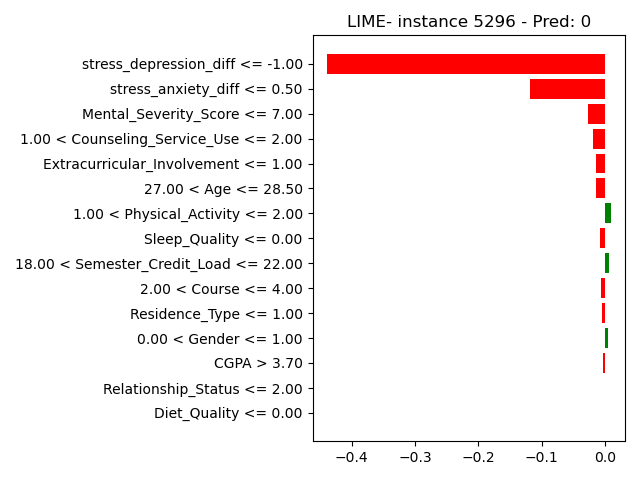 LIME- instance 5296 - Pred: 0
stress_depression_diff <= -1.00
stress_anxiety_diff <= 0.50
Mental_Severity_Score <= 7.00
1.00 < Counseling_Service_Use <= 2.00
Extracurricular_Involvement <= 1.00
27.00 < Age <= 28.50
1.00 < Physical_Activity <= 2.00
Sleep_Quality <= 0.00
18.00 < Semester_Credit_Load <= 22.00
2.00 < Course <= 4.00
Residence_Type <= 1.00
0.00 < Gender <= 1.00
CGPA > 3.70
Relationship_Status <= 2.00
Diet_Quality <= 0.00
−0.4 −0.3 −0.2 −0.1 0.0